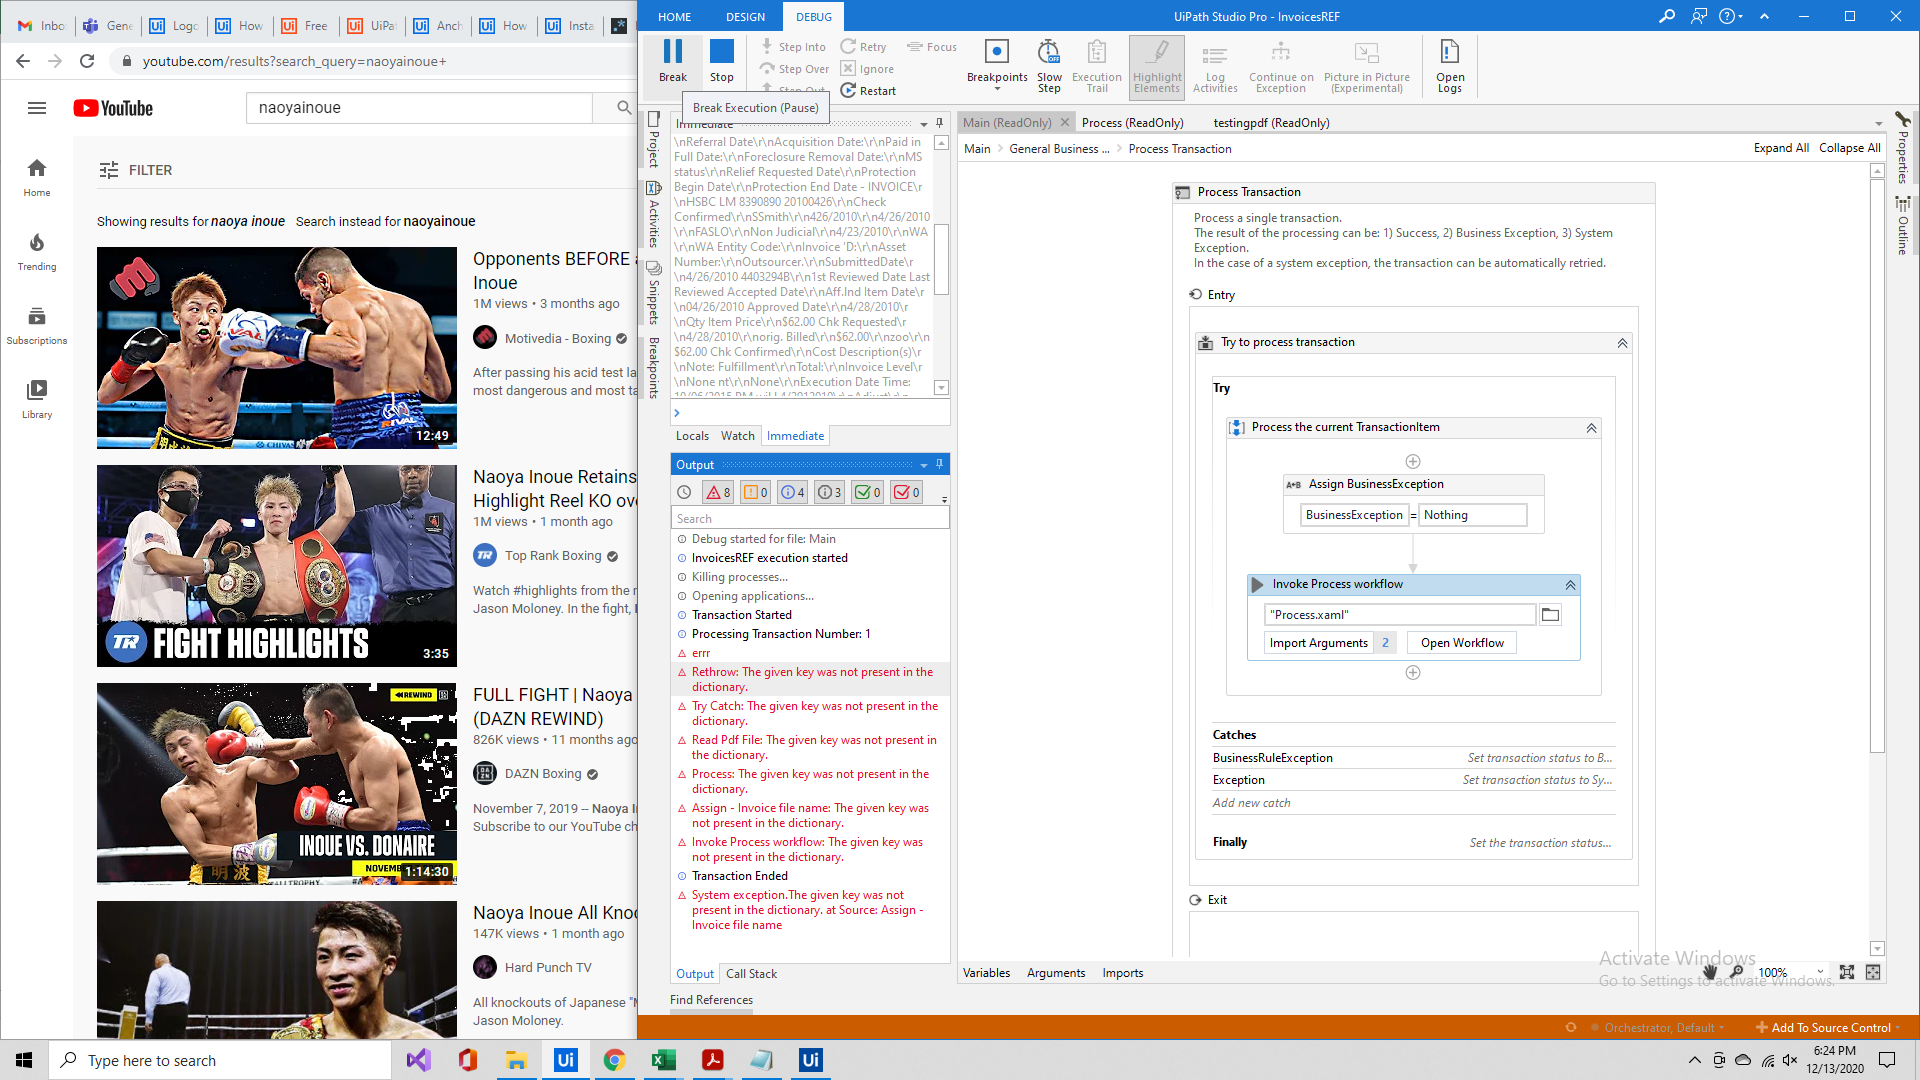 Inbo
Gene
Logo
How
Free
UiPat
Anch
How
Insta
youtube.com/results?search_query=naoyainoue+
YouTube
naoyainoue
Home
Trending
Subscriptions
Library
FILTER
Showing results for naoya inoue Search instead for naoyainoue
Opponents BEFORE
Inoue
1M views • 3 months ago
Motivedia - Boxing
After passing his acid test la
most dangerous and most ta
12:49
Naoya Inoue Retains
Highlight Reel KO ov
1M views • 1 month ago
Top Rank Boxing
Watch #highlights from the
Jason Moloney. In the fight,
TR FIGHT HIGHLIGHTS
3:35
FULL FIGHT | Naoya
(DAZN REWIND)
826K views • 11 months ago
DAZN Boxing
November 7, 2019 -- Naoya
Subscribe to our YouTube ch
REWIND
INOUE VS. DONAIRE
1:14:30
Naoya Inoue All Knoc
147K views • 1 month ago
Hard Punch TV
All knockouts of Japanese
Jason Moloney.
HOME
DESIGN
DEBUG
UiPath Studio Pro - InvoicesREF
Break
Stop
Step Into
Step Over
Step Out
Retry
Ignore
Restart
Focus
Breakpoints
Slow
Step
Execution
Trail
Highlight
Elements
Log
Activities
Continue on
Exception
Picture in Picture
(Experimental)
Open
Logs
Break Execution (Pause)
Project
Activities
Snippets
Breakpoints
Immediate
\nReferral Date\r\nAcquisition Date:\r\nPaid in
Full Date:\r\nForeclosure Removal Date:\r\nMS
status\r\nRelief Requested Date\r\nProtection
Begin Date\r\nProtection End Date - INVOICE\r
\nHSBC LM 8390890 20100426\r\nCheck
Confirmed\r\nSSmith\r\n426/2010\r\n4/26/2010
\r\nFASLO\r\nNon Judicial\r\n4/23/2010\r\nWA
\r\nWA Entity Code:\r\nInvoice 'D:\r\nAsset
Number:\r\nOutsourcer.\r\nSubmittedDate\r
\n4/26/2010 4403294B\r\n1st Reviewed Date Last
Reviewed Accepted Date\r\nAff.Ind Item Date\r
\n04/26/2010 Approved Date\r\n4/28/2010\r
\nQty Item Price\r\n$62.00 Chk Requested\r
\n4/28/2010\r\norig. Billed\r\n$62.00\r\nzoo\r\n
$62.00 Chk Confirmed\r\nCost Description(s)\r
\nNote: Fulfillment\r\nTotal:\r\nInvoice Level\r
\nNone nt\r\nNone\r\nExecution Date Time:
Locals
Watch
Immediate
Output
8
0
4
3
0
0
Search
Debug started for file: Main
InvoicesREF execution started
Killing processes...
Opening applications...
Transaction Started
Processing Transaction Number: 1
errr
Rethrow: The given key was not present in the
dictionary.
Try Catch: The given key was not present in the
dictionary.
Read Pdf File: The given key was not present in
the dictionary.
Process: The given key was not present in the
dictionary.
Assign - Invoice file name: The given key was
not present in the dictionary.
Invoke Process workflow: The given key was
not present in the dictionary.
Transaction Ended
System exception.The given key was not
present in the dictionary. at Source: Assign -
Invoice file name
Output
Call Stack
Find References
Main (ReadOnly)
Process (ReadOnly)
testingpdf (ReadOnly)
Main > General Business ... > Process Transaction
Expand All Collapse All
Process Transaction
Process a single transaction.
The result of the processing can be: 1) Success, 2) Business Exception, 3) System
Exception.
In the case of a system exception, the transaction can be automatically retried.
Entry
Try to process transaction
Try
Process the current TransactionItem
A+B Assign BusinessException
BusinessException = Nothing
Invoke Process workflow
"Process.xaml"
Import Arguments 2
Open Workflow
Catches
BusinessRuleException Set transaction status to B...
Exception Set transaction status to Sy...
Add new catch
Finally Set the transaction status...
Exit
Variables
Arguments
Imports
100%
Activate Windows
Go to Settings to activate Windows.
Properties
Outline
Orchestrator, Default
Add To Source Control
Type here to search
6:24 PM
12/13/2020